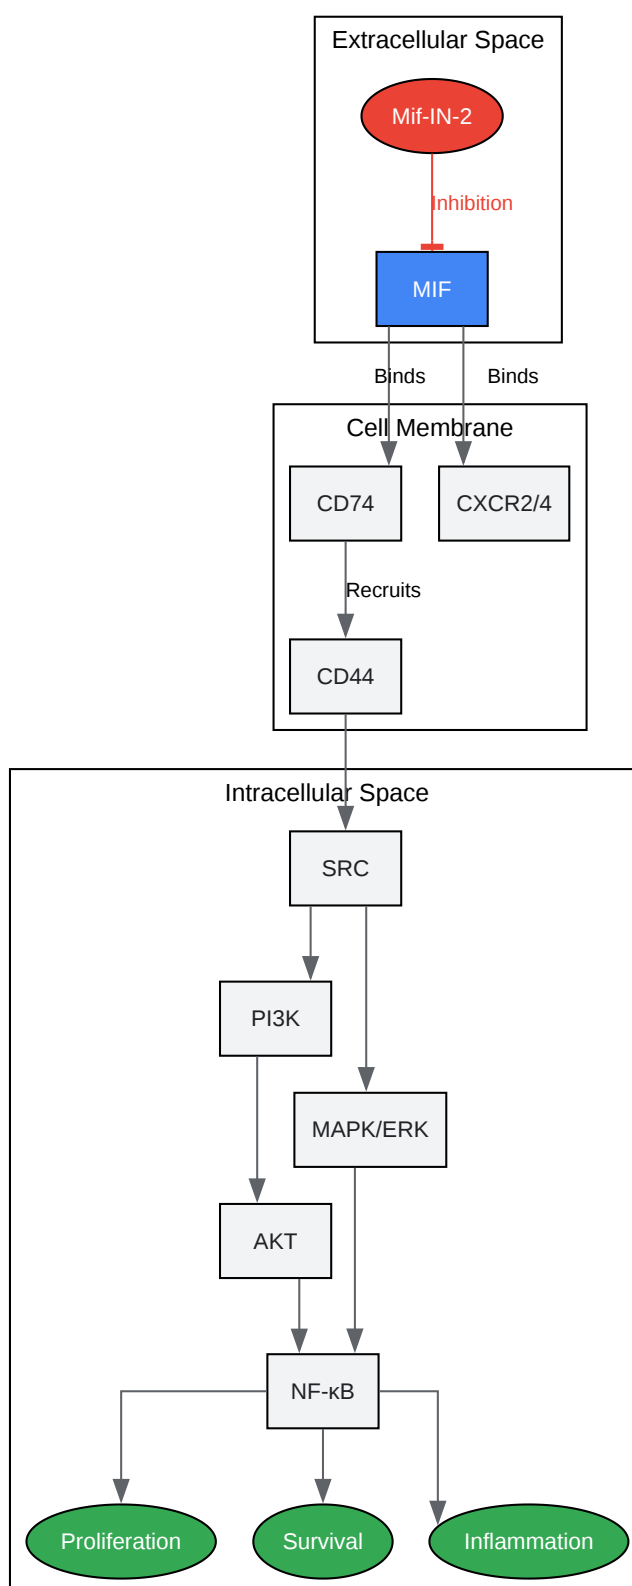 Extracellular Space
Mif-IN-2
Inhibition
MIF
Binds
Binds
Cell Membrane
CD74
CXCR2/4
Recruits
CD44
Intracellular Space
SRC
PI3K
MAPK/ERK
AKT
NF-κB
Proliferation
Survival
Inflammation